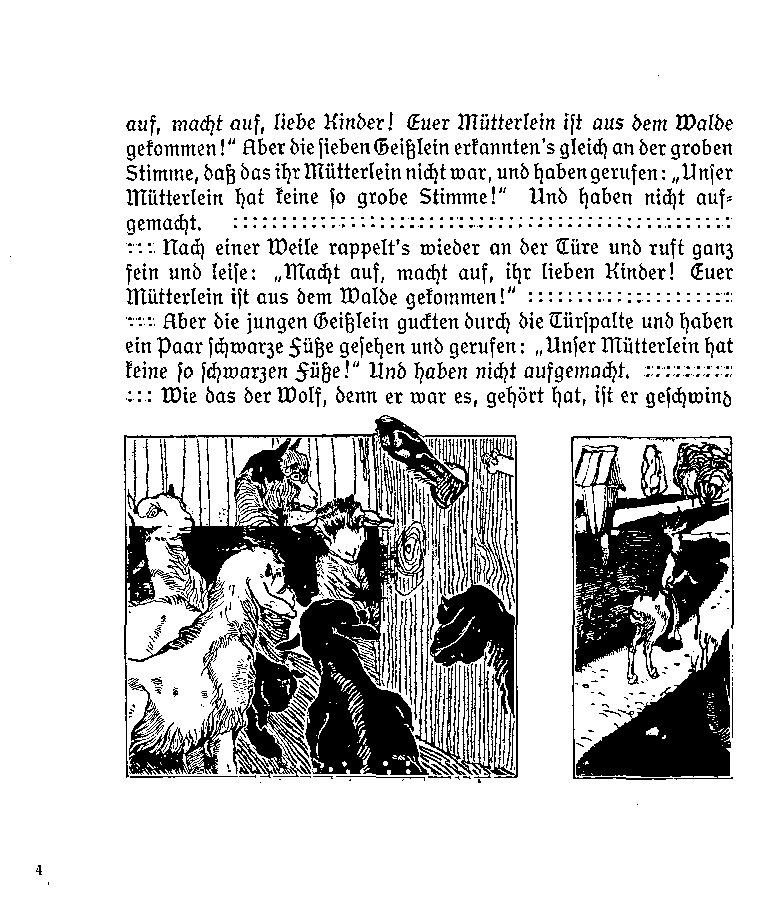 auf, macht auf, liebe Kinder! Euer Mütterlein ist aus dem Walde
gekommen!“ Aber die sieben Geißlein erkannten's gleich an der groben
Stimme, daß das ihr Mütterlein nicht war, und haben gerufen: „Unser
Mütterlein hat keine so grobe Stimme!“ Und haben nicht auf=
gemacht. ::::::::::::::::::::::::::::::::::::::::::
::: Nach einer Weile rappelt's wieder an der Türe und ruft ganz
fein und leise: „Macht auf, macht auf, ihr lieben Kinder! Euer
Mütterlein ist aus dem Walde gekommen!“ :::::::::::::::::
::: Aber die jungen Geißlein guckten durch die Türspalte und haben
ein Paar schwarze Füße gesehen und gerufen: „Unser Mütterlein hat
keine so schwarzen Füße!“ Und haben nicht aufgemacht. ::::::::
::: Wie das der Wolf, denn er war es, gehört hat, ist er geschwind
4